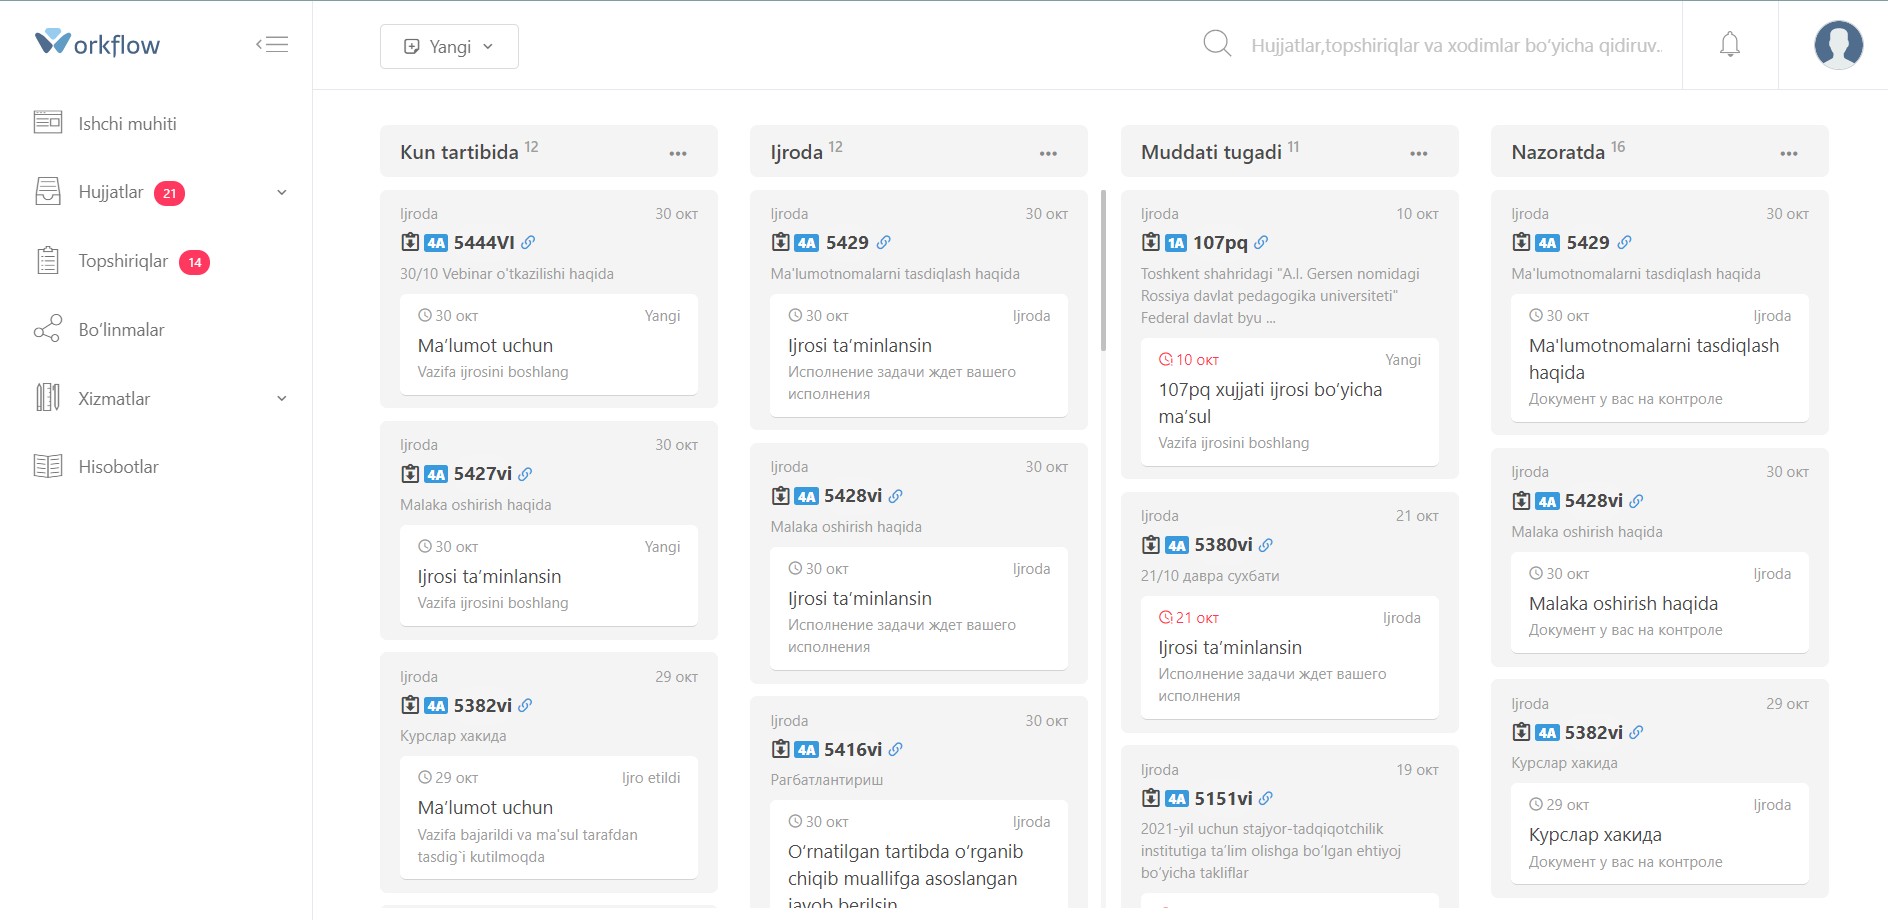 Workflow
Ishchi muhiti
Hujjatlar 21
Topshiriqlar 14
Bo‘linmalar
Xizmatlar
Hisobotlar
Yangi
Hujjatlar,topshiriqlar va xodimlar bo‘yicha qidiruv..
Kun tartibida 12
Ijroda 30 окт
4A 5444VI
30/10 Vebinar o'tkazilishi haqida
30 окт Yangi
Ma’lumot uchun
Vazifa ijrosini boshlang
Ijroda 30 окт
4A 5427vi
Malaka oshirish haqida
30 окт Yangi
Ijrosi ta’minlansin
Vazifa ijrosini boshlang
Ijroda 29 окт
4A 5382vi
Курслар хакида
29 окт Ijro etildi
Ma’lumot uchun
Vazifa bajarildi va ma'sul tarafdan
tasdig`i kutilmoqda
Ijroda 12
Ijroda 30 окт
4A 5429
Ma'lumotnomalarni tasdiqlash haqida
30 окт Ijroda
Ijrosi ta’minlansin
Исполнение задачи ждет вашего
исполнения
Ijroda 30 окт
4A 5428vi
Malaka oshirish haqida
30 окт Ijroda
Ijrosi ta’minlansin
Исполнение задачи ждет вашего
исполнения
Ijroda 30 окт
4A 5416vi
Рагбатлантириш
30 окт Ijroda
O‘rnatilgan tartibda o‘rganib
chiqib muallifga asoslangan
javob berilsin
Muddati tugadi 11
Ijroda 10 окт
1A 107pq
Toshkent shahridagi "A.I. Gersen nomidagi
Rossiya davlat pedagogika universiteti"
Federal davlat byu ...
10 окт Yangi
107pq xujjati ijrosi bo‘yicha
ma’sul
Vazifa ijrosini boshlang
Ijroda 21 окт
4A 5380vi
21/10 давра сухбати
21 окт Ijroda
Ijrosi ta’minlansin
Исполнение задачи ждет вашего
исполнения
Ijroda 19 окт
4A 5151vi
2021-yil uchun stajyor-tadqiqotchilik
institutiga ta’lim olishga bo‘lgan ehtiyoj
bo‘yicha takliflar
Nazoratda 16
Ijroda 30 окт
4A 5429
Ma'lumotnomalarni tasdiqlash haqida
30 окт Ijroda
Ma'lumotnomalarni tasdiqlash
haqida
Документ у вас на контроле
Ijroda 30 окт
4A 5428vi
Malaka oshirish haqida
30 окт Ijroda
Malaka oshirish haqida
Документ у вас на контроле
Ijroda 29 окт
4A 5382vi
Курслар хакида
29 окт Ijroda
Курслар хакида
Документ у вас на контроле